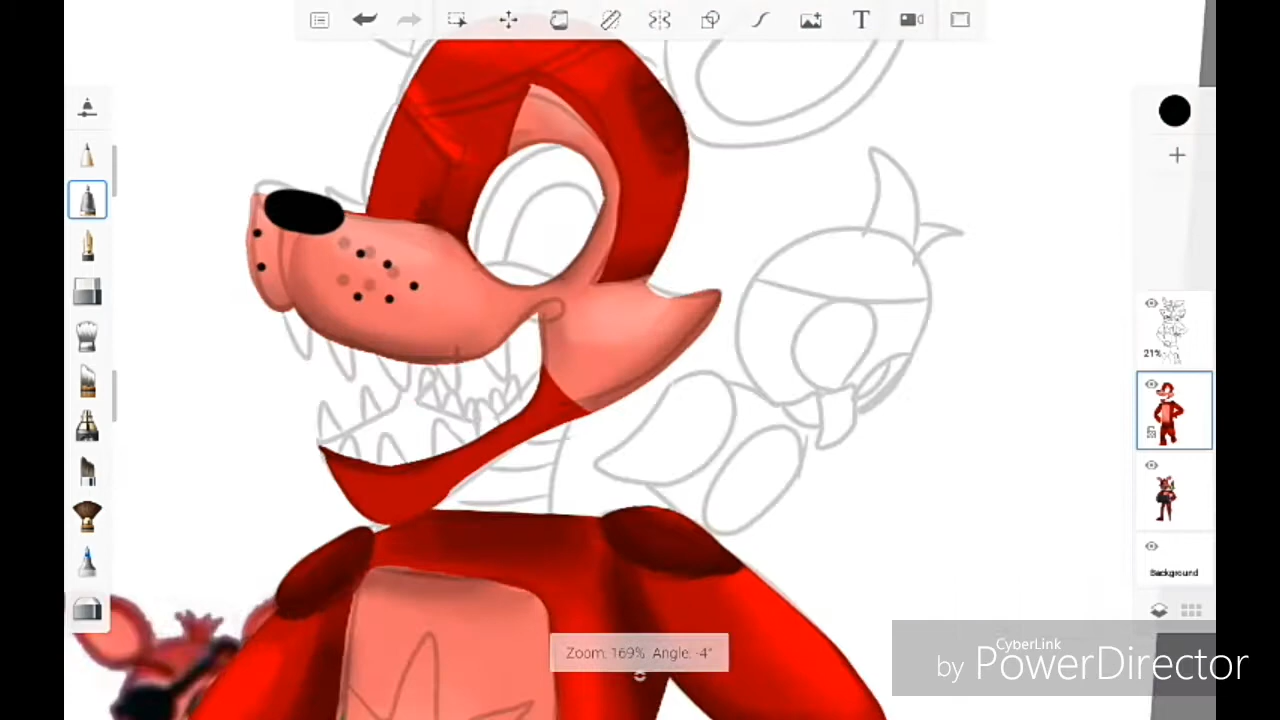 T
21%
Background
Zoom: 169% Angle: -4°
CyberLink
by PowerDirector